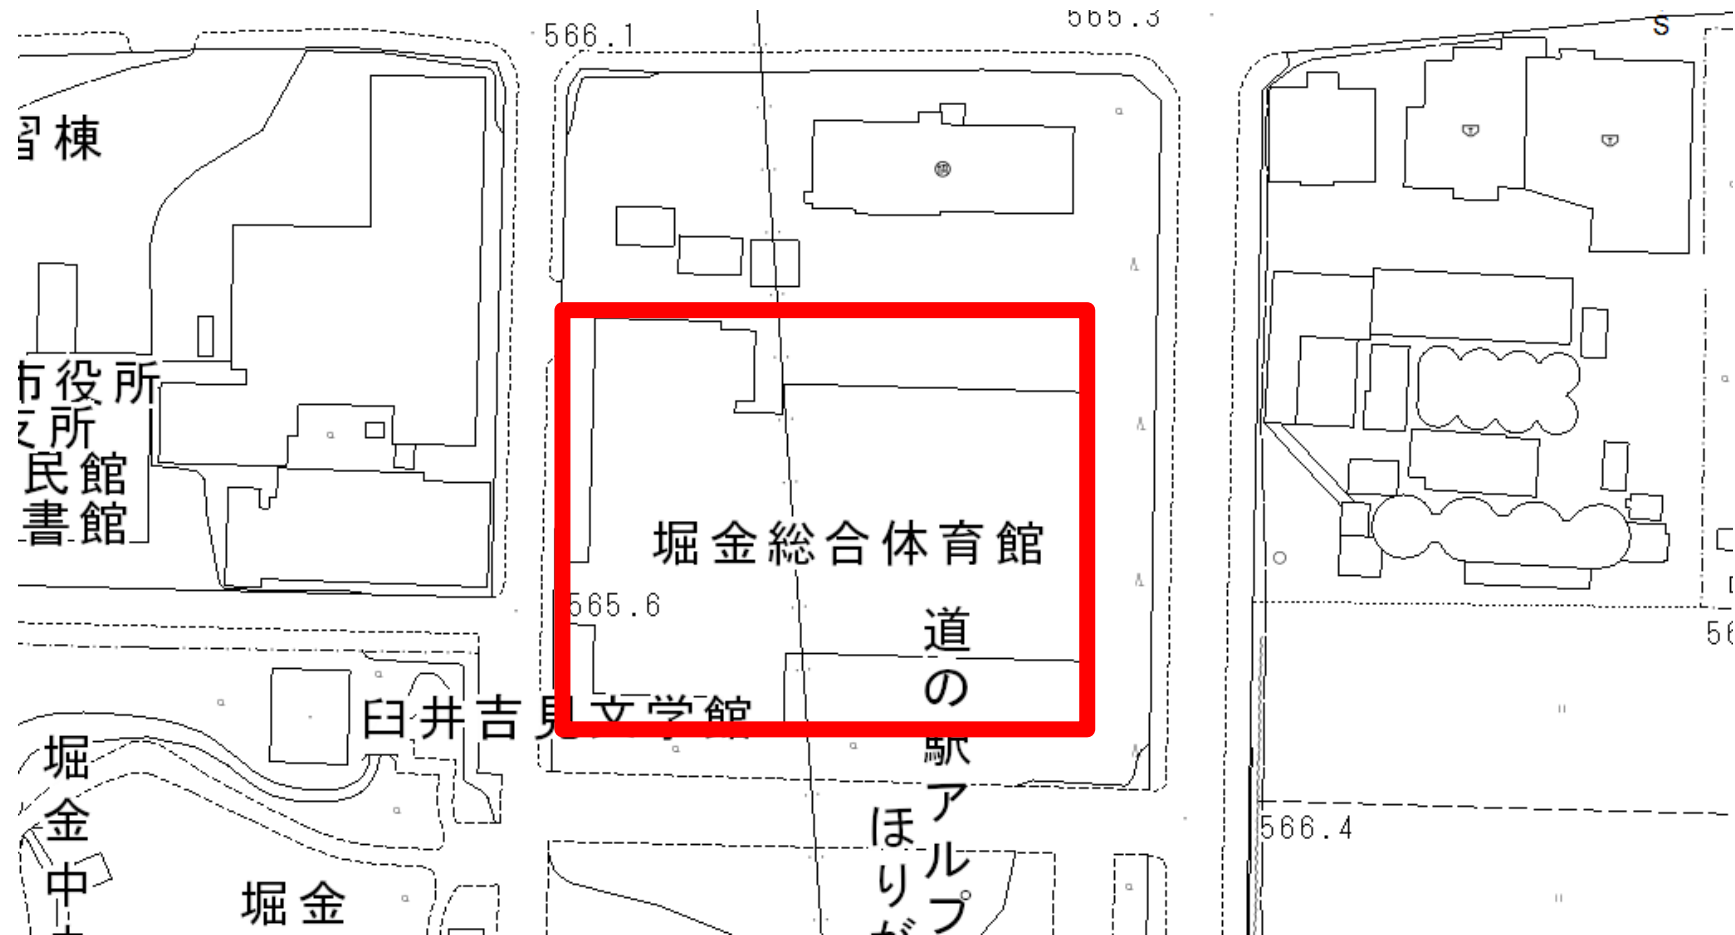 566.1
565.3
S
習棟
市役所
支所
民館
書館
堀金総合体育館
565.6
道の駅アルプ
ほりが
臼井吉見文学館
堀金中
堀金
566.4
56